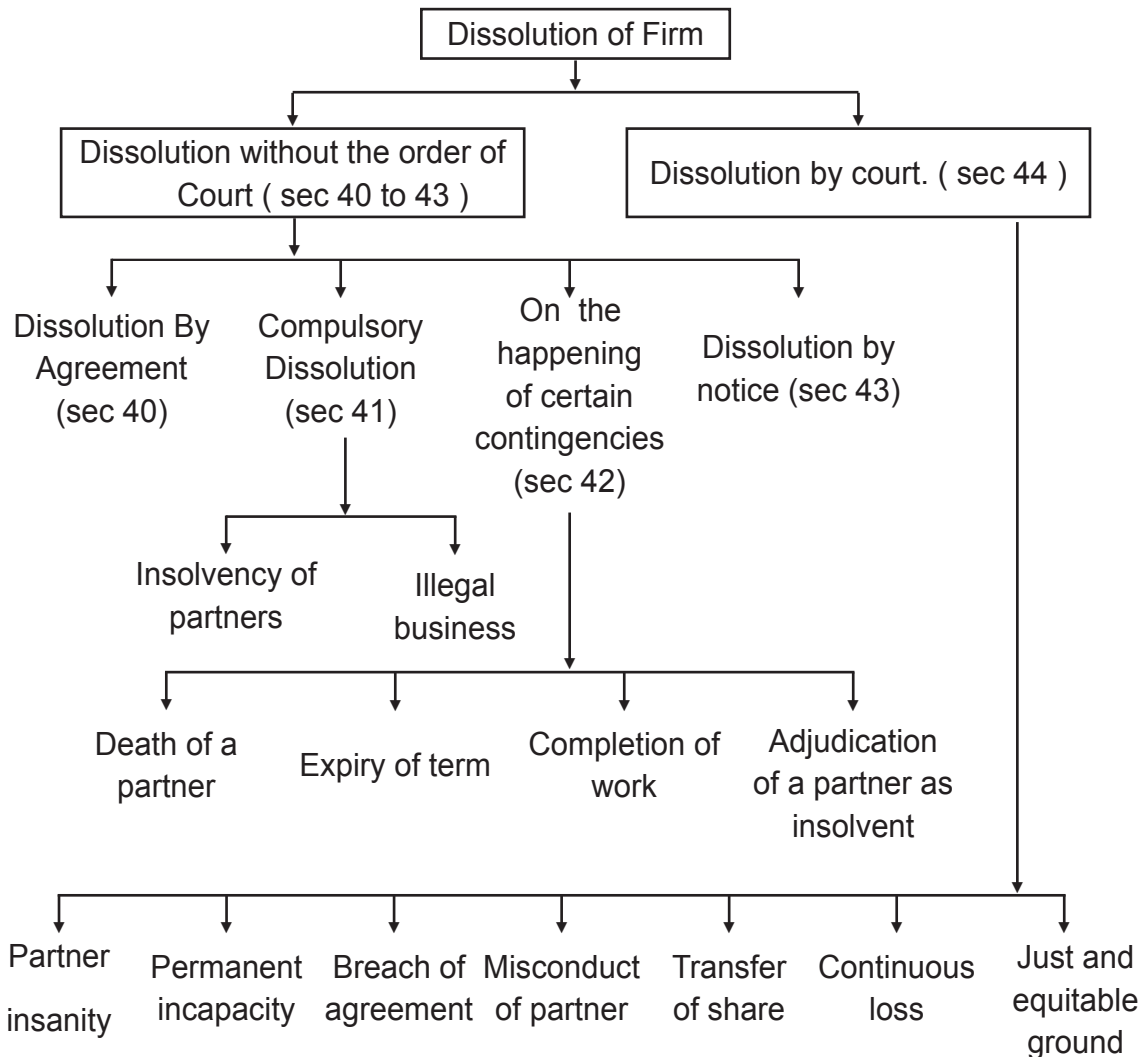 Dissolution of Firm
Dissolution without the order of
Court ( sec 40 to 43 )
Dissolution by court. ( sec 44 )
Dissolution By
Agreement
(sec 40)
Compulsory
Dissolution
(sec 41)
On the
happening
of certain
contingencies
(sec 42)
Dissolution by
notice (sec 43)
Insolvency of
partners
Illegal
business
Death of a
partner
Expiry of term
Completion of
work
Adjudication
of a partner as
insolvent
Partner
insanity
Permanent
incapacity
Breach of
agreement
Misconduct
of partner
Transfer
of share
Continuous
loss
Just and
equitable
ground